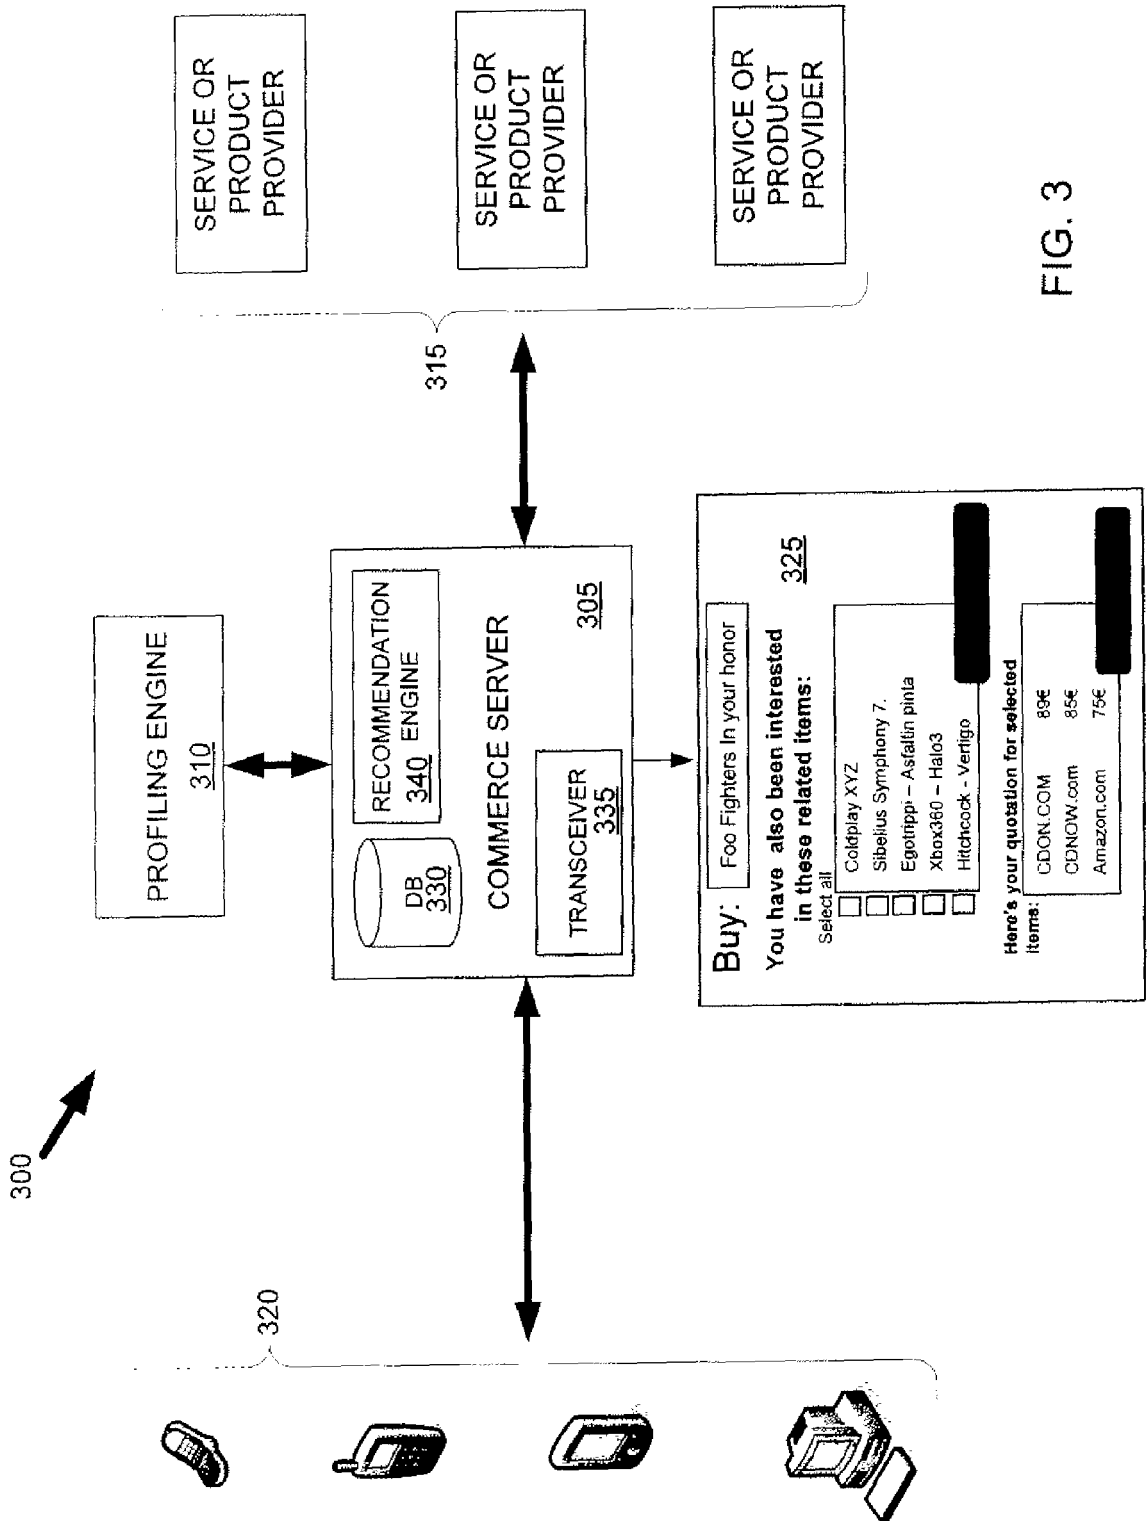 300
320
PROFILING ENGINE
310
DB
330
RECOMMENDATION
340 ENGINE
COMMERCE SERVER
TRANSCEIVER
335
305
315
SERVICE OR
PRODUCT
PROVIDER
SERVICE OR
PRODUCT
PROVIDER
SERVICE OR
PRODUCT
PROVIDER
Buy: Foo Fighters In your honor
You have also been interested
in these related items:
325
Select all
Coldplay XYZ
Sibelius Symphony 7.
Egotrippi – Asfaltin pinta
Xbox360 – Halo3
Hitchcock - Vertigo
Here's your quotation for selected
items:
CDON.COM 89€
CDNOW.com 85€
Amazon.com 75€
FIG. 3